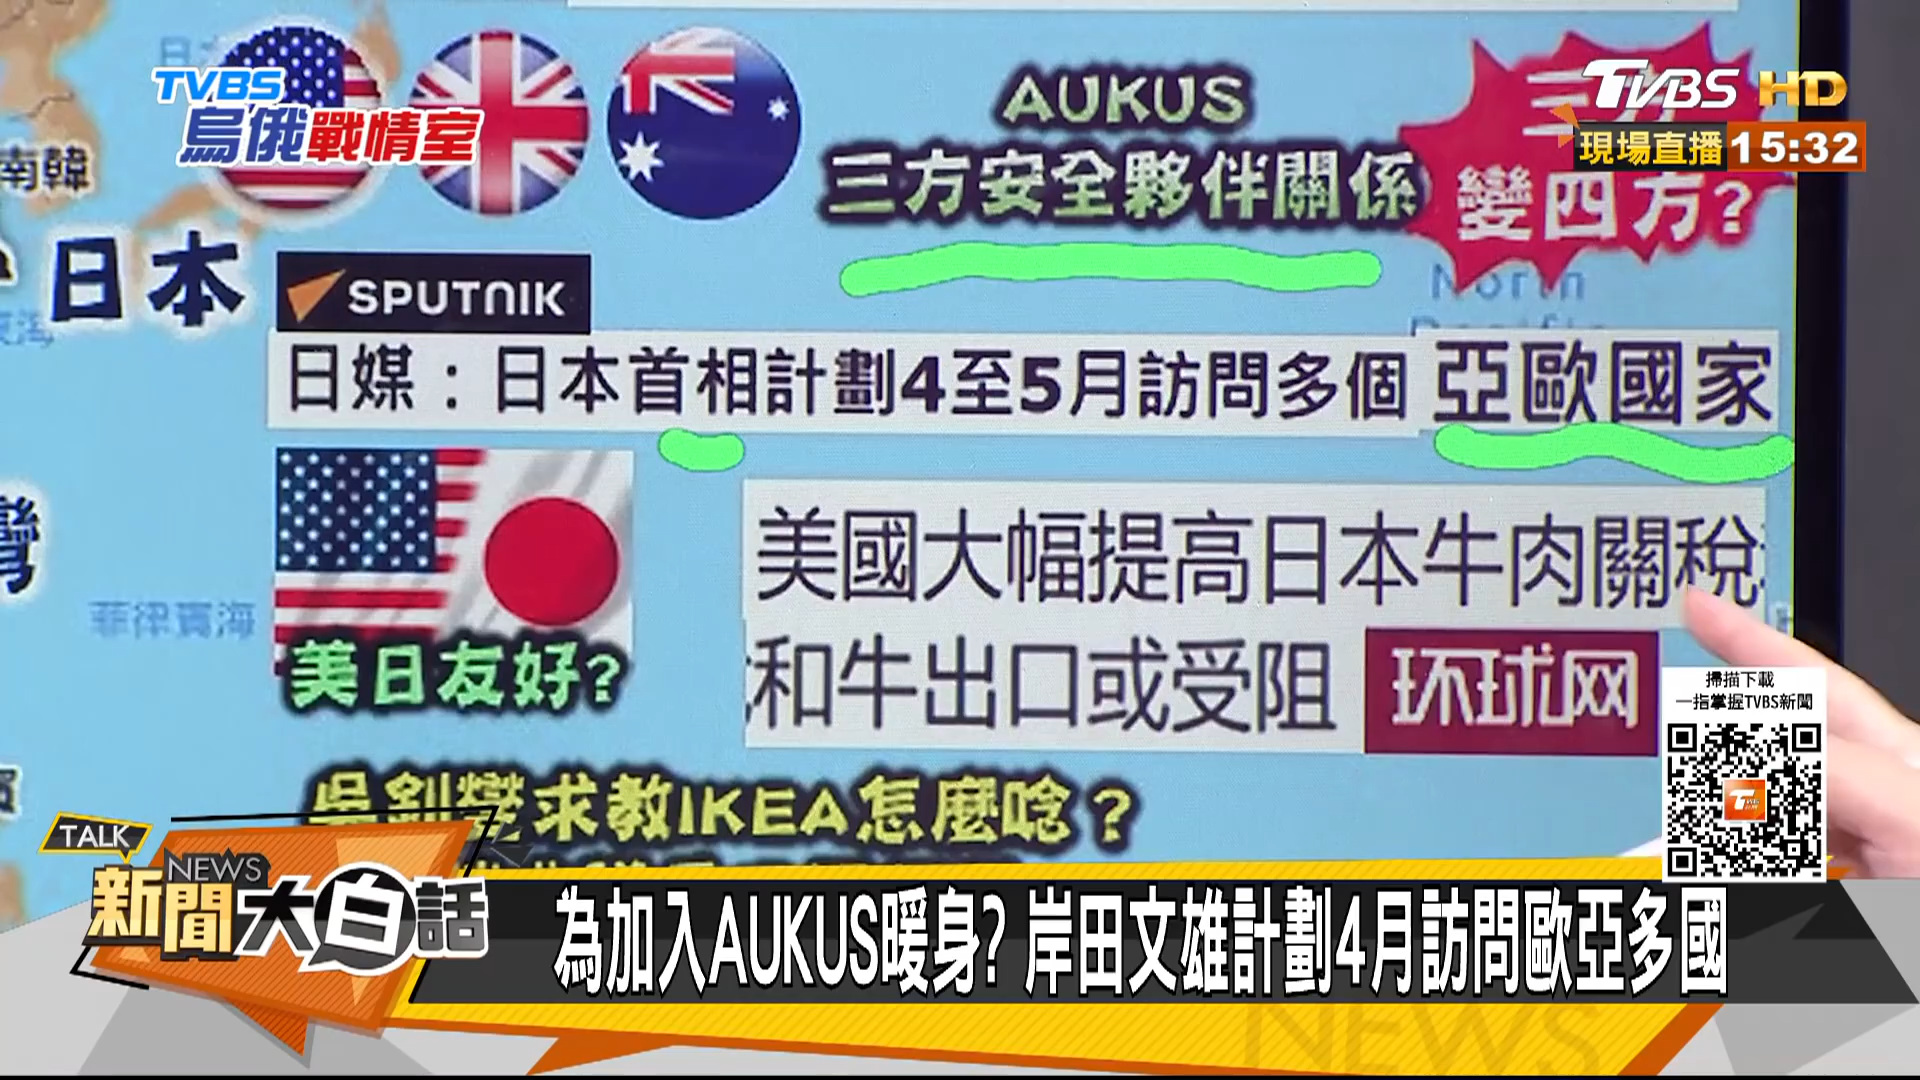 TVBS
烏俄戰情室
AUKUS
三方安全夥伴關係
變四方?
TVBS HD
現場直播 15:32
南韓
日本
SPUTNIK
North
日媒：日本首相計劃4至5月訪問多個 亞歐國家
美國大幅提高日本牛肉關稅
和牛出口或受阻
环球网
菲律賓海
美日友好?
掃描下載
一指掌握TVBS新聞
吳釗燮求教IKEA怎麼唸？
TALK
NEWS
新聞大白話
為加入AUKUS暖身? 岸田文雄計劃4月訪問歐亞多國
NEWS